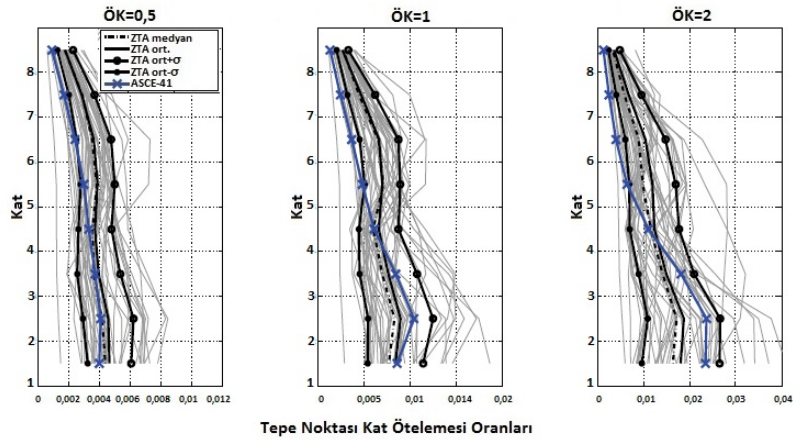 ÖK=0,5
ÖK=1
ÖK=2
ZTA medyan
ZTA ort.
ZTA ort+σ
ZTA ort-σ
ASCE-41
Kat
8
7
6
5
4
3
2
1
0 0,002 0,004 0,006 0,008 0,01 0,012
Kat
8
7
6
5
4
3
2
1
0 0,005 0,01 0,015 0,02
Kat
8
7
6
5
4
3
2
1
0 0,01 0,02 0,03 0,04
Tepe Noktası Kat Ötelemesi Oranları